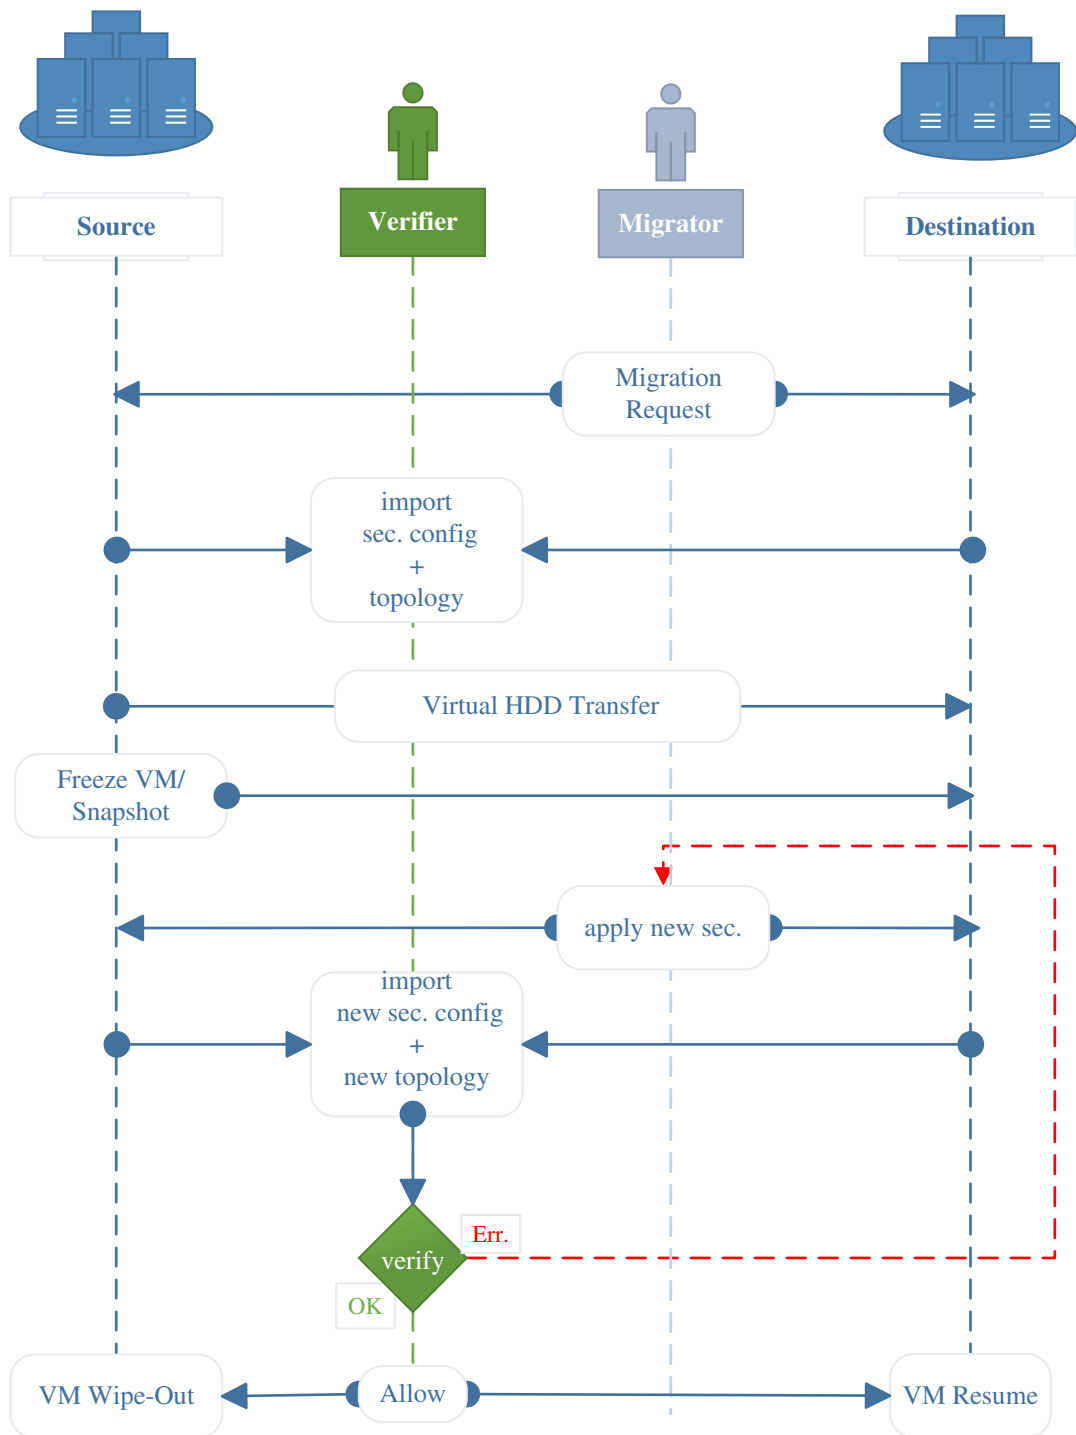 Source
Verifier
Migrator
Destination
Migration
Request
import
sec. config
+
topology
Virtual HDD Transfer
Freeze VM/
Snapshot
apply new sec.
import
new sec. config
+
new topology
Err.
verify
OK
VM Wipe-Out
Allow
VM Resume